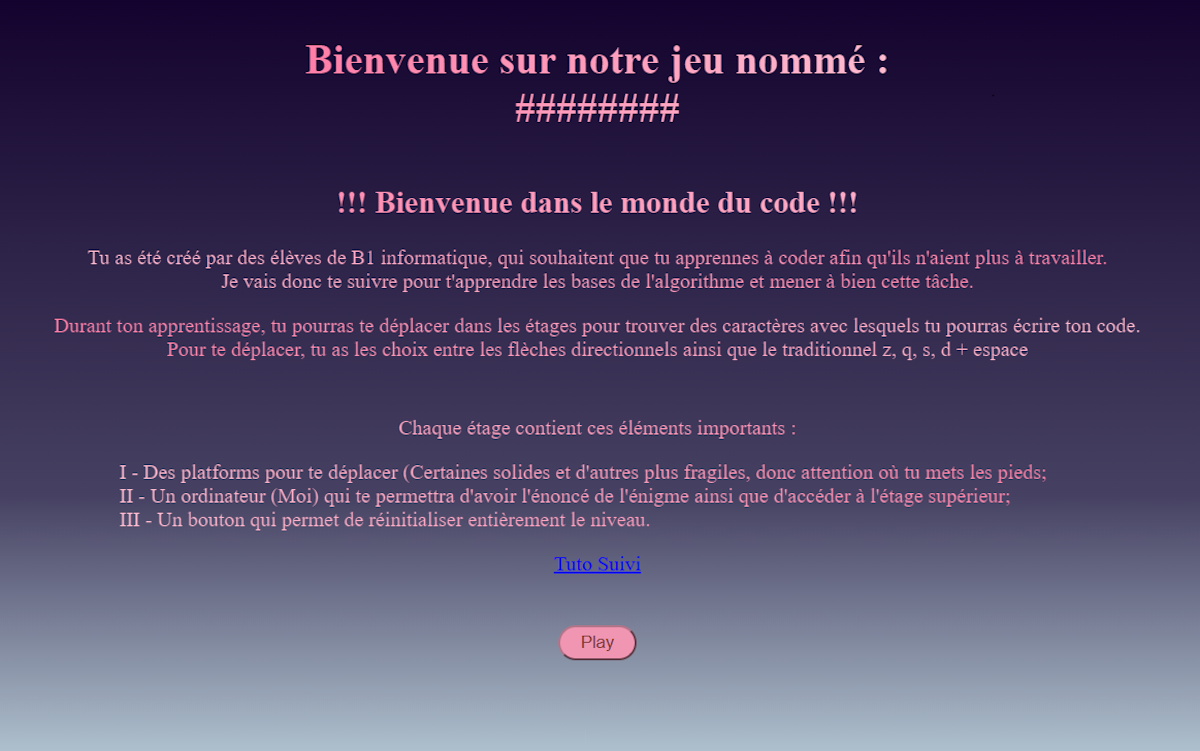 Bienvenue sur notre jeu nommé :
########
!!! Bienvenue dans le monde du code !!!
Tu as été créé par des élèves de B1 informatique, qui souhaitent que tu apprennes à coder afin qu'ils n'aient plus à travailler.
Je vais donc te suivre pour t'apprendre les bases de l'algorithme et mener à bien cette tâche.
Durant ton apprentissage, tu pourras te déplacer dans les étages pour trouver des caractères avec lesquels tu pourras écrire ton code.
Pour te déplacer, tu as les choix entre les flèches directionnels ainsi que le traditionnel z, q, s, d + espace
Chaque étage contient ces éléments importants :
I - Des platforms pour te déplacer (Certaines solides et d'autres plus fragiles, donc attention où tu mets les pieds;
II - Un ordinateur (Moi) qui te permettra d'avoir l'énoncé de l'énigme ainsi que d'accéder à l'étage supérieur;
III - Un bouton qui permet de réinitialiser entièrement le niveau.
Tuto Suivi
Play